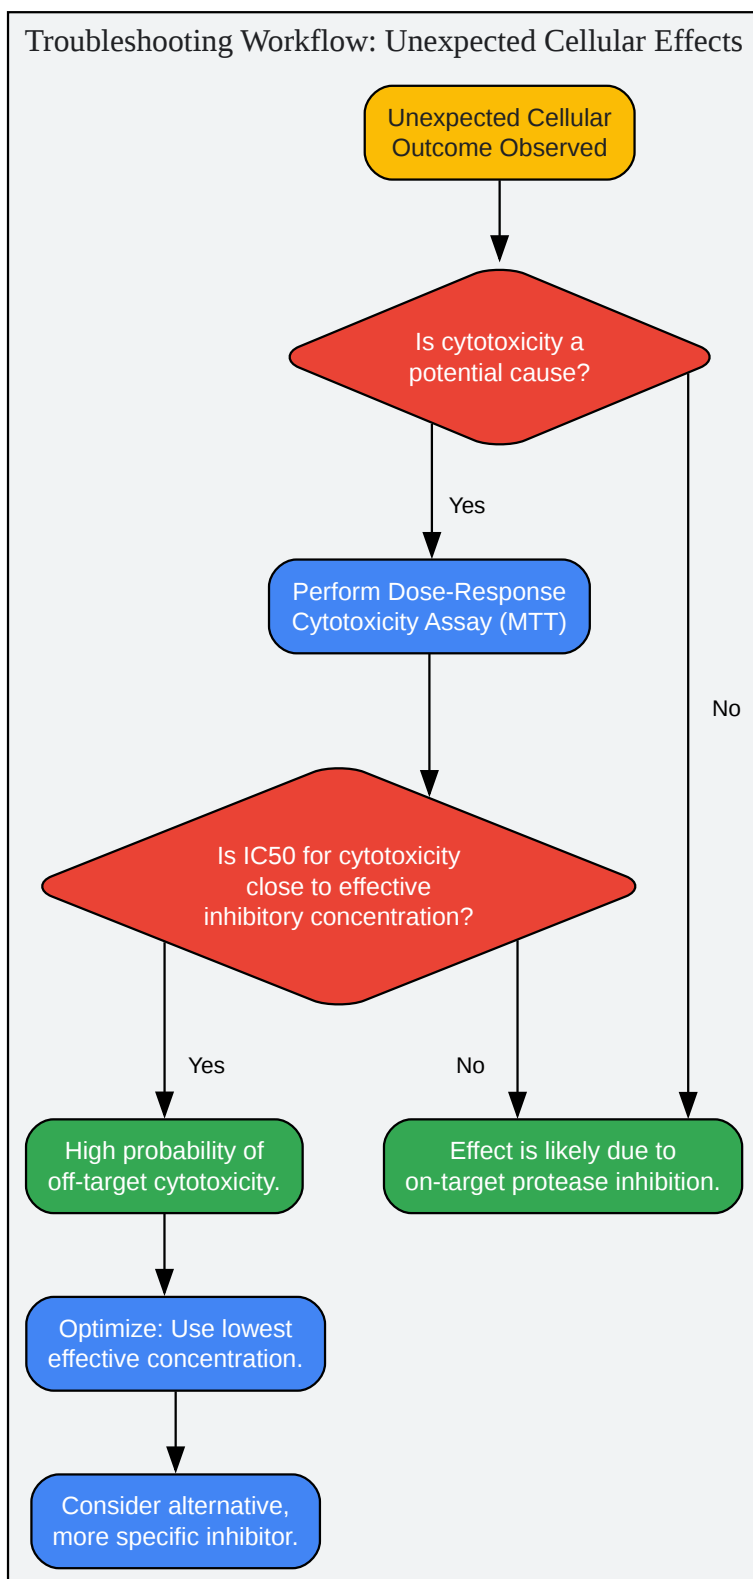 Troubleshooting Workflow: Unexpected Cellular Effects
Unexpected Cellular
Outcome Observed
Is cytotoxicity a
potential cause?
Yes
Perform Dose-Response
Cytotoxicity Assay (MTT)
No
Is IC50 for cytotoxicity
close to effective
inhibitory concentration?
Yes
No
High probability of
off-target cytotoxicity.
Effect is likely due to
on-target protease inhibition.
Optimize: Use lowest
effective concentration.
Consider alternative,
more specific inhibitor.